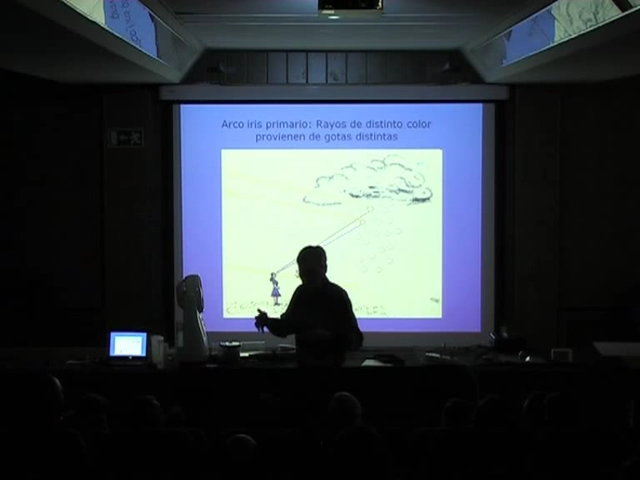 Arco iris primario: Rayos de distinto color
provienen de gotas distintas